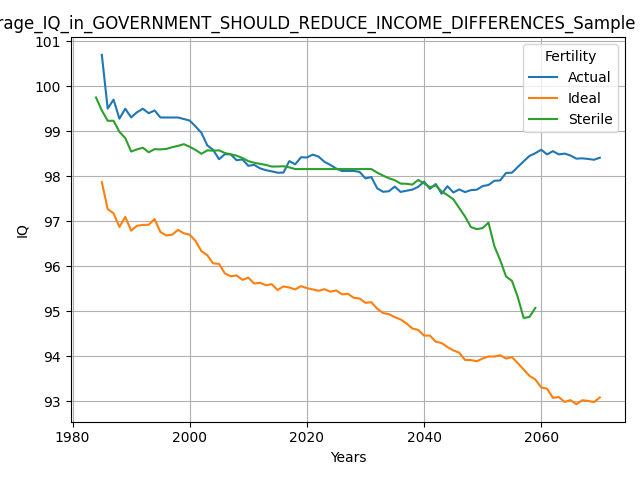 rage_IQ_in_GOVERNMENT_SHOULD_REDUCE_INCOME_DIFFERENCES_Sample
101
100
99
98
97
96
95
94
93
IQ
Fertility
Actual
Ideal
Sterile
1980 2000 2020 2040 2060
Years